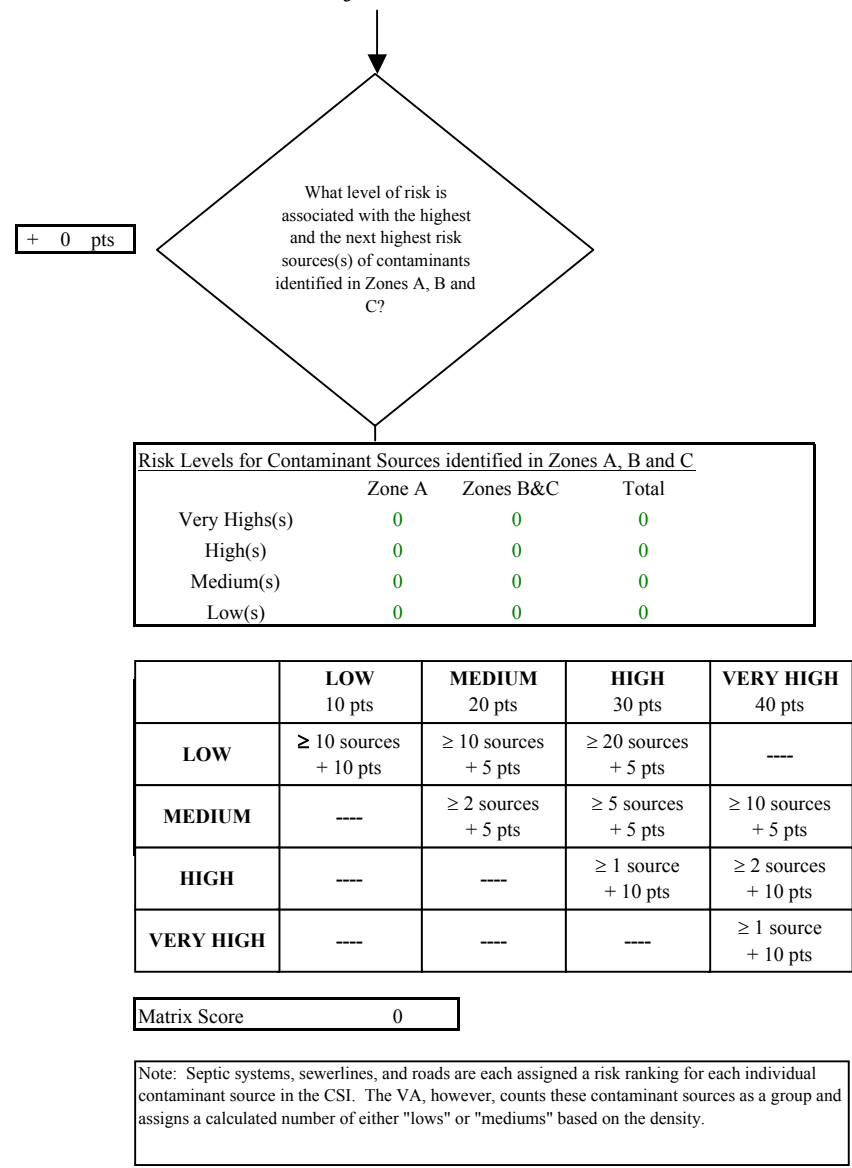 What level of risk is
associated with the highest
and the next highest risk
sources(s) of contaminants
identified in Zones A, B and
C?
+ 0 pts
Risk Levels for Contaminant Sources identified in Zones A, B and C
Zone A Zones B&C Total
Very Highs(s) 0 0 0
High(s) 0 0 0
Medium(s) 0 0 0
Low(s) 0 0 0
LOW MEDIUM HIGH VERY HIGH
10 pts 20 pts 30 pts 40 pts
LOW ≥ 10 sources ≥ 10 sources ≥ 20 sources ----
+ 10 pts + 5 pts + 5 pts
MEDIUM ---- ≥ 2 sources ≥ 5 sources ≥ 10 sources
+ 5 pts + 5 pts + 5 pts
HIGH ---- ---- ≥ 1 source ≥ 2 sources
+ 10 pts + 10 pts
VERY HIGH ---- ---- ---- ≥ 1 source
+ 10 pts
Matrix Score 0
Note: Septic systems, sewerlines, and roads are each assigned a risk ranking for each individual
contaminant source in the CSI. The VA, however, counts these contaminant sources as a group and
assigns a calculated number of either "lows" or "mediums" based on the density.